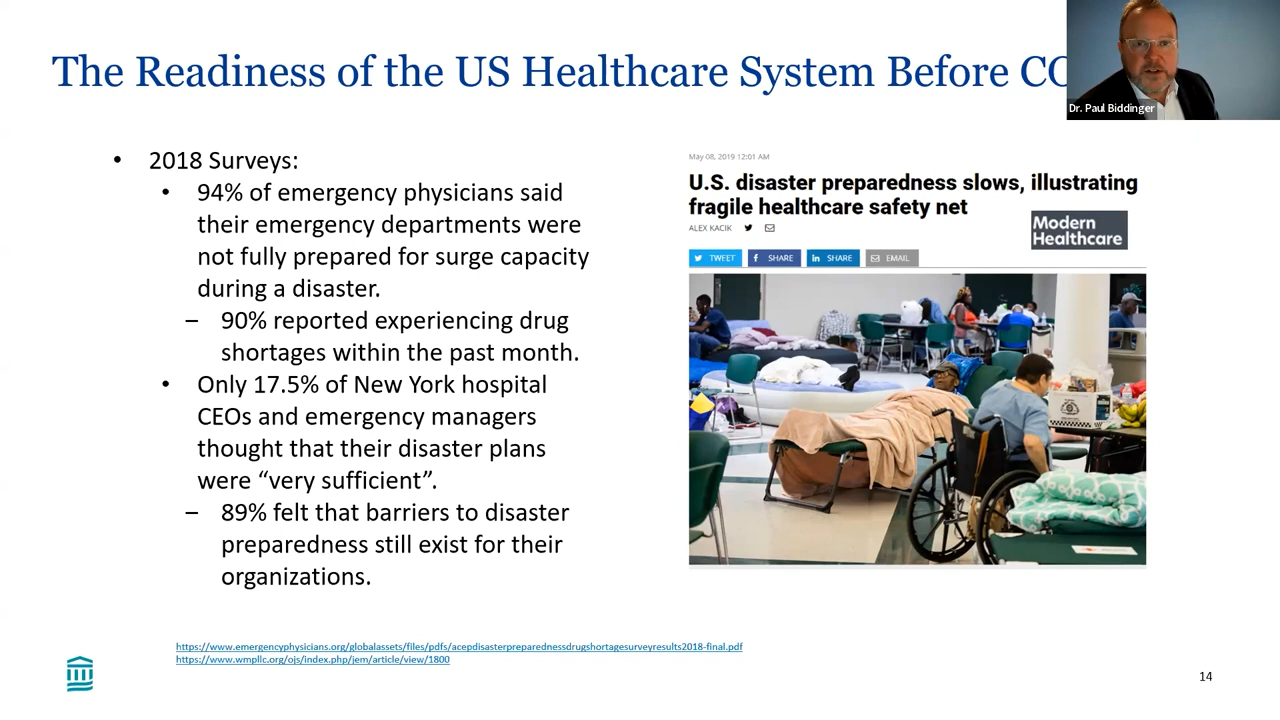 The Readiness of the US Healthcare System Before CO
Dr. Paul Biddinger
• 2018 Surveys:
• 94% of emergency physicians said
their emergency departments were
not fully prepared for surge capacity
during a disaster.
– 90% reported experiencing drug
shortages within the past month.
• Only 17.5% of New York hospital
CEOs and emergency managers
thought that their disaster plans
were “very sufficient”.
– 89% felt that barriers to disaster
preparedness still exist for their
organizations.
May 08, 2019 12:01 AM
U.S. disaster preparedness slows, illustrating
fragile healthcare safety net
ALEX KACIK
Modern
Healthcare
TWEET
SHARE
SHARE
EMAIL
https://www.emergencyphysicians.org/globalassets/files/pdfs/acepdisasterpreparednessdrugshortagesurveyresults2018-final.pdf
https://www.wmpllc.org/ojs/index.php/jem/article/view/1800
14